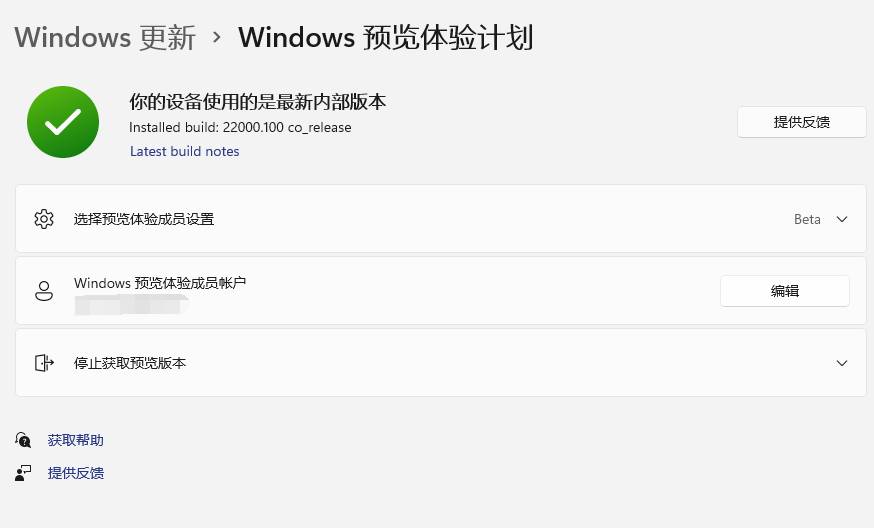 Windows 更新 › Windows 预览体验计划
你的设备使用的是最新内部版本
Installed build: 22000.100 co_release
Latest build notes
提供反馈
选择预览体验成员设置
Beta
Windows 预览体验成员帐户
编辑
停止获取预览版本
获取帮助
提供反馈